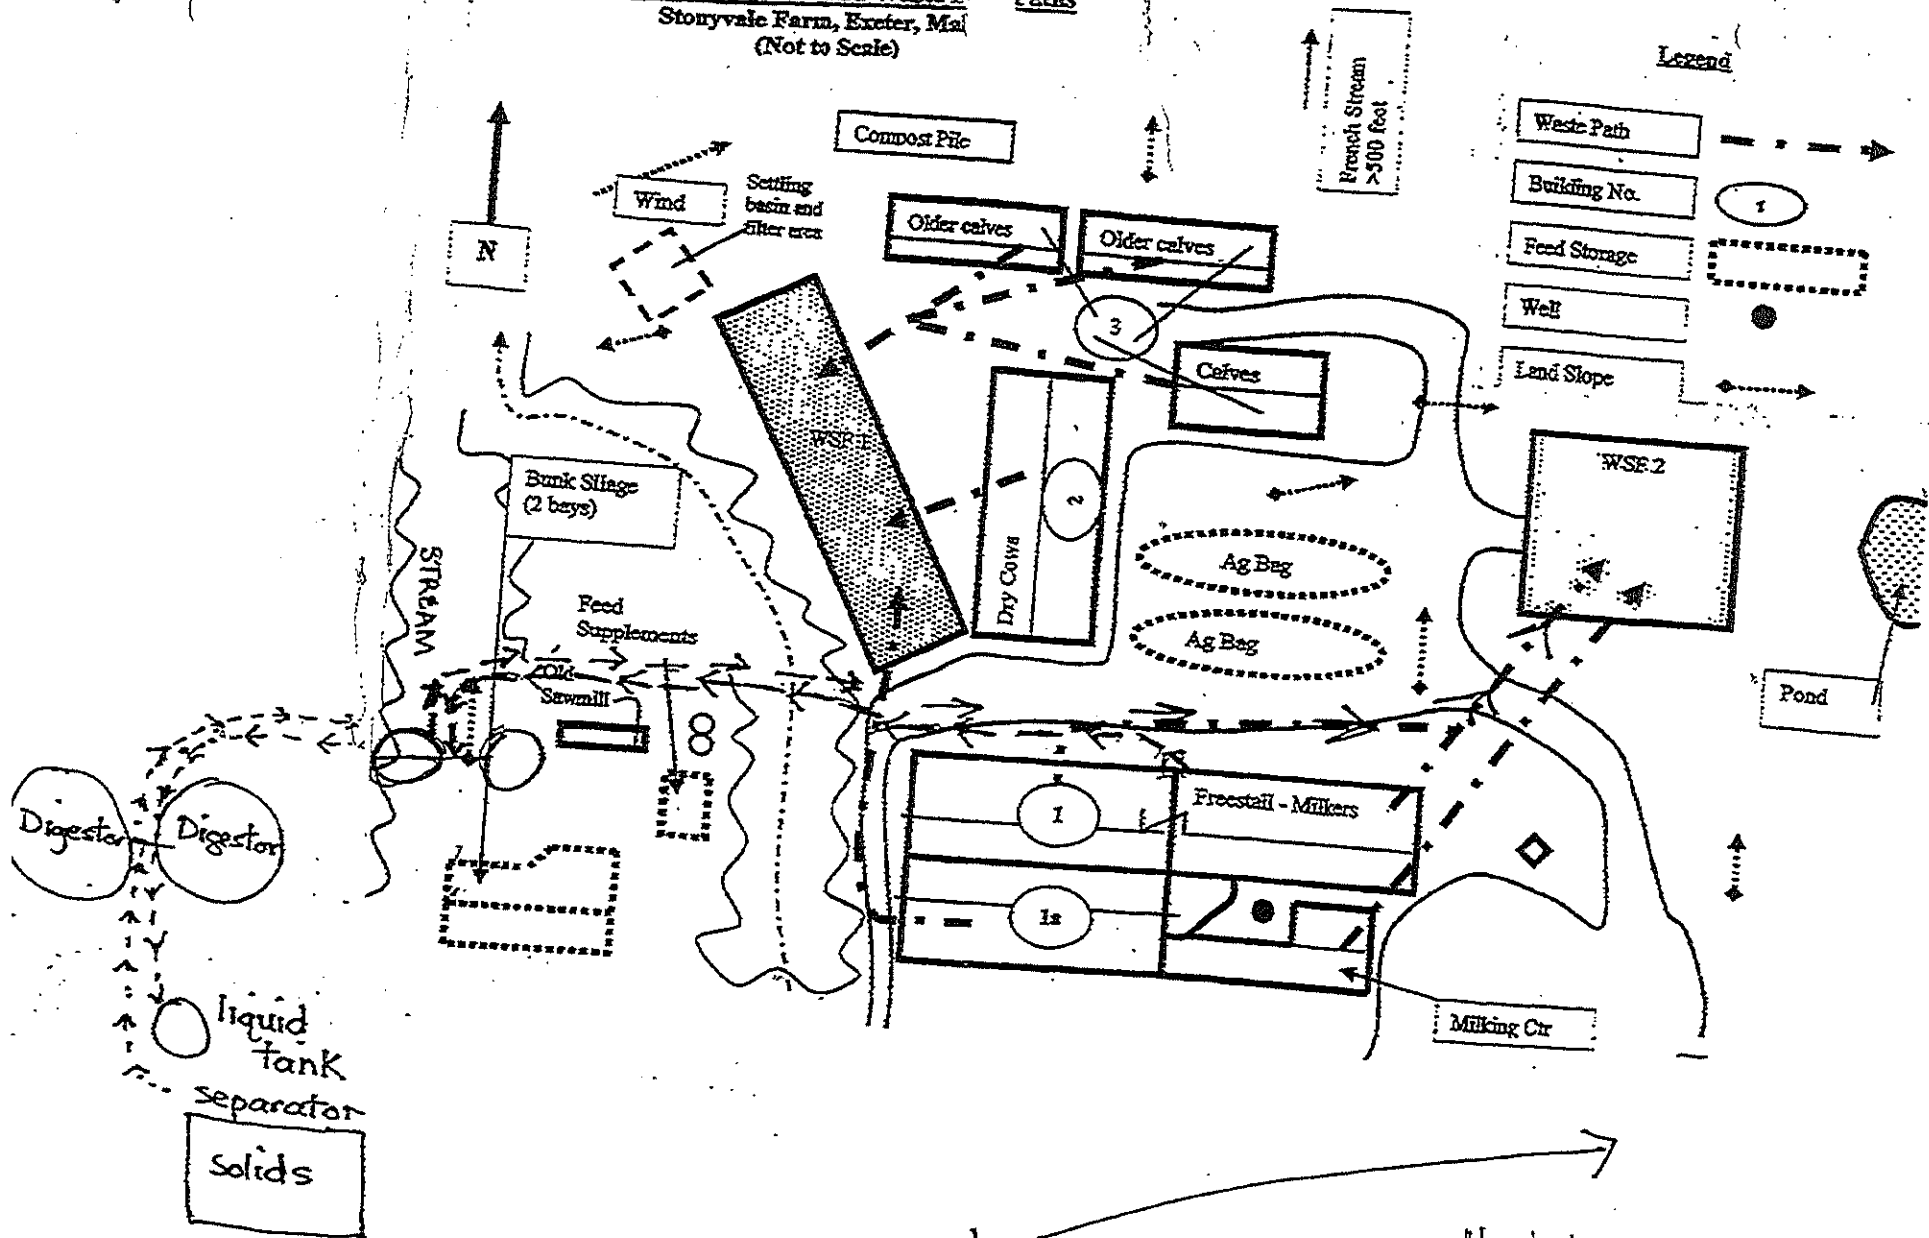 Stonyvale Farm, Exeter, Mai
(Not to Scale)
Legend
Waste Path
Building No.
1
Feed Storage
Well
Land Slope
French Stream
>500 feet
Compost Pile
Wind
Settling
basin and
filter area
N
Older calves
Older calves
3
Calves
WSF 1
WSF 2
Bunk Silage
(2 bays)
2
Dry Cows
Ag Bag
Ag Bag
STREAM
Feed
Supplements
Old
Sawmill
Pond
1
Freestall - Milkers
1a
Milking Ctr
Digestor
Digestor
liquid
tank
separator
Solids